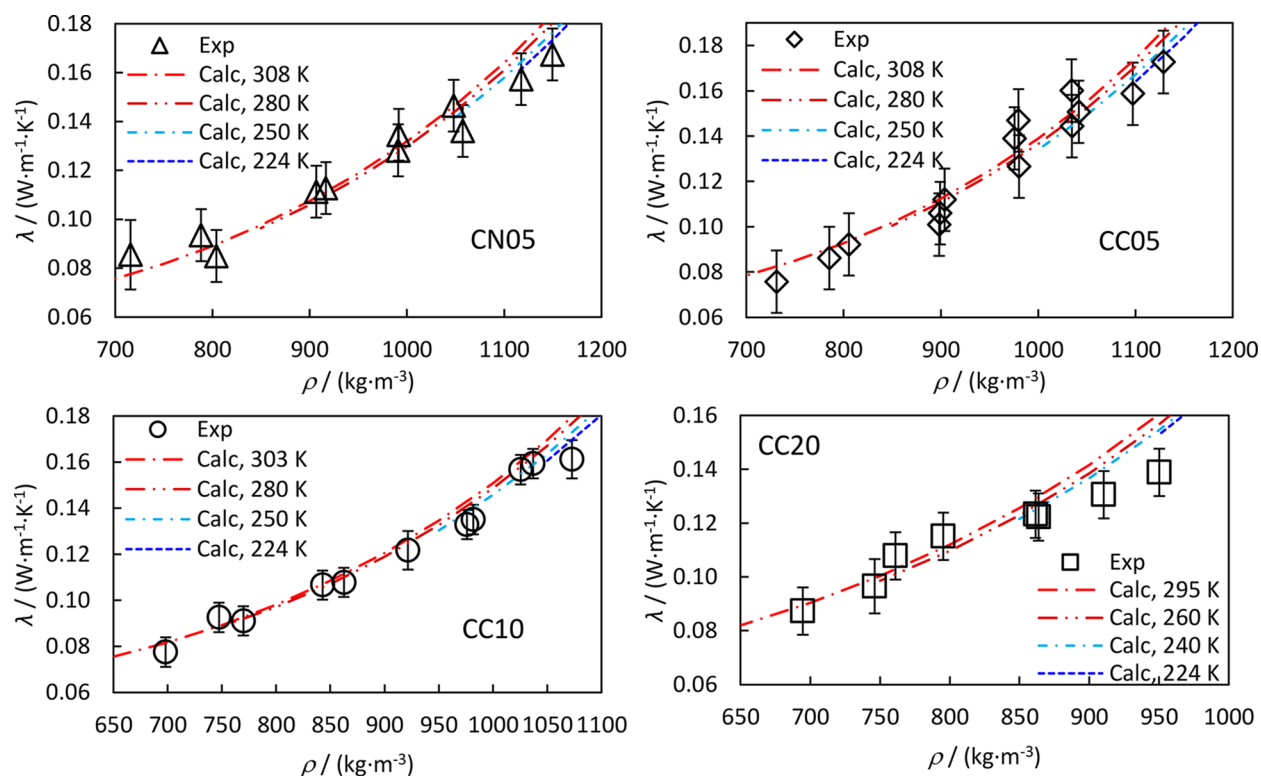 0.18
0.16
0.14
0.12
0.10
0.08
0.06
λ / (W·m⁻¹·K⁻¹)
Exp
Calc, 308 K
Calc, 280 K
Calc, 250 K
Calc, 224 K
CN05
700 800 900 1000 1100 1200
ρ / (kg·m⁻³)
0.18
0.16
0.14
0.12
0.10
0.08
0.06
λ / (W·m⁻¹·K⁻¹)
Exp
Calc, 308 K
Calc, 280 K
Calc, 250 K
Calc, 224 K
CC05
700 800 900 1000 1100 1200
ρ / (kg·m⁻³)
0.18
0.16
0.14
0.12
0.10
0.08
0.06
λ / (W·m⁻¹·K⁻¹)
Exp
Calc, 303 K
Calc, 280 K
Calc, 250 K
Calc, 224 K
CC10
650 700 750 800 850 900 950 1000 1050 1100
ρ / (kg·m⁻³)
0.16
0.14
0.12
0.10
0.08
0.06
λ / (W·m⁻¹·K⁻¹)
CC20
Exp
Calc, 295 K
Calc, 260 K
Calc, 240 K
Calc, 224 K
650 700 750 800 850 900 950 1000
ρ / (kg·m⁻³)